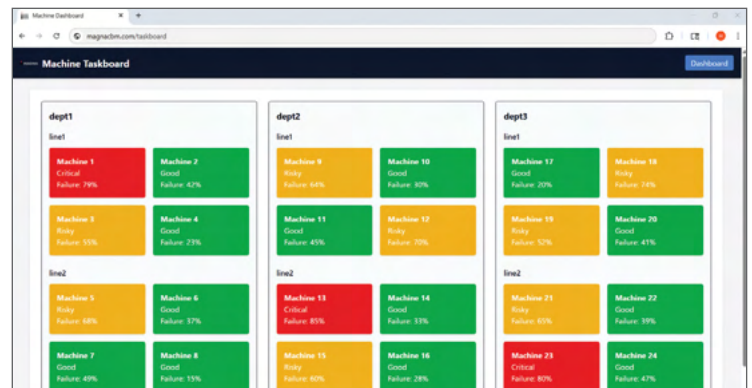 Machine Dashboard
magnacbm.com/taskboard
Machine Taskboard
Dashboard
dept1
line1
Machine 1
Critical
Failure: 79%
Machine 2
Good
Failure: 42%
Machine 3
Risky
Failure: 55%
Machine 4
Good
Failure: 23%
line2
Machine 5
Risky
Failure: 68%
Machine 6
Good
Failure: 37%
Machine 7
Good
Failure: 49%
Machine 8
Good
Failure: 15%
dept2
line1
Machine 9
Risky
Failure: 64%
Machine 10
Good
Failure: 30%
Machine 11
Good
Failure: 45%
Machine 12
Risky
Failure: 70%
line2
Machine 13
Critical
Failure: 85%
Machine 14
Good
Failure: 33%
Machine 15
Risky
Failure: 60%
Machine 16
Good
Failure: 28%
dept3
line1
Machine 17
Good
Failure: 20%
Machine 18
Risky
Failure: 74%
Machine 19
Risky
Failure: 52%
Machine 20
Good
Failure: 41%
line2
Machine 21
Risky
Failure: 65%
Machine 22
Good
Failure: 39%
Machine 23
Critical
Failure: 80%
Machine 24
Good
Failure: 47%